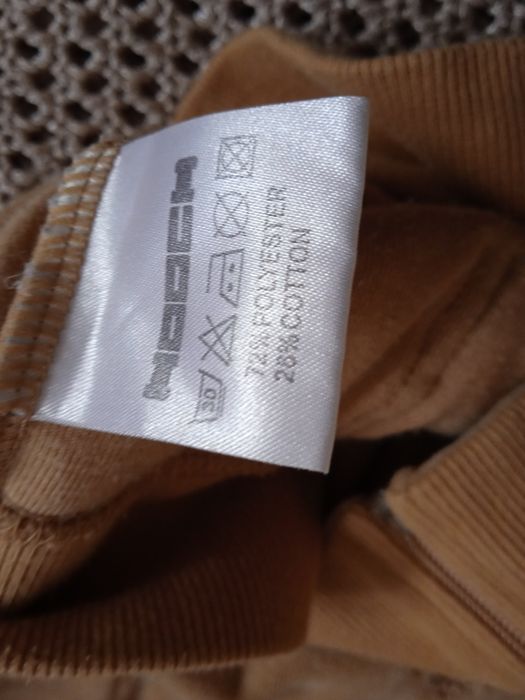 30
72% POLYESTER
28% COTTON